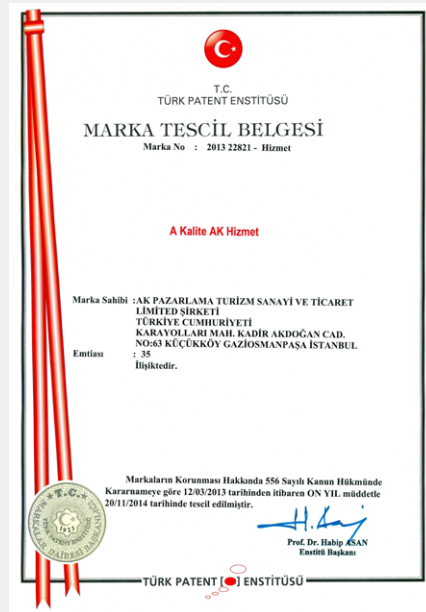 T.C.
TÜRK PATENT ENSTİTÜSÜ
MARKA TESCİL BELGESİ
Marka No : 2013 22821 - Hizmet
A Kalite AK Hizmet
Marka Sahibi : AK PAZARLAMA TURİZM SANAYİ VE TİCARET
LİMİTED ŞİRKETİ
TÜRKİYE CUMHURİYETİ
KARAYOLLARI MAH. KADİR AKDOĞAN CAD.
NO:63 KÜÇÜKKÖY GAZİOSMANPAŞA İSTANBUL
Emtiası : 35
İlişiktedir.
Markaların Korunması Hakkında 556 Sayılı Kanun Hükmünde
Kararnameye göre 12/03/2013 tarihinden itibaren ON YIL müddetle
20/11/2014 tarihinde tescil edilmiştir.
Prof. Dr. Habip ASAN
Enstitü Başkanı
T.C.
MARKALAR DAİRESİ BAŞKANLIĞI
TÜRK PATENT ENSTİTÜSÜ